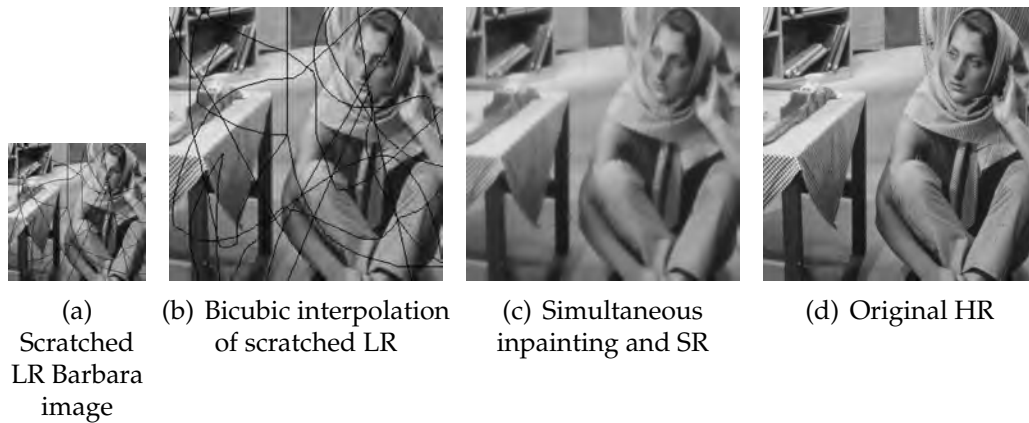 (a)
Scratched
LR Barbara
image
(b) Bicubic interpolation
of scratched LR
(c) Simultaneous
inpainting and SR
(d) Original HR